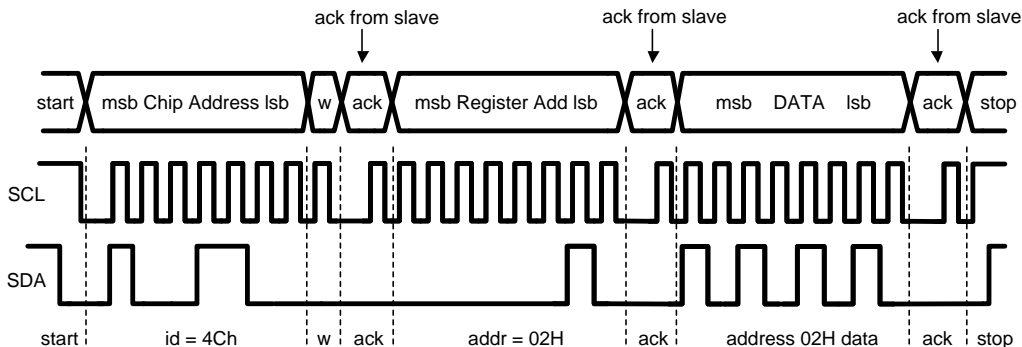 ack from slave ack from slave ack from slave
start msb Chip Address lsb w ack msb Register Add lsb ack msb DATA lsb ack stop
SCL
SDA
start id = 4Ch w ack addr = 02H ack address 02H data ack stop